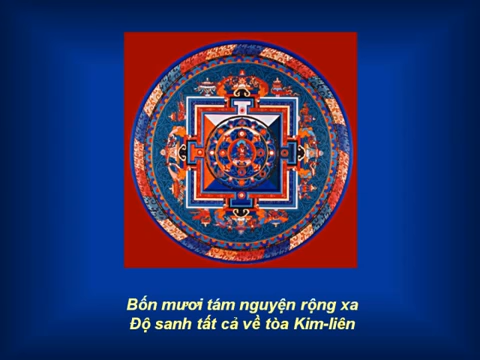 Bốn mươi tám nguyện rộng xa
Độ sanh tất cả về tòa Kim-liên